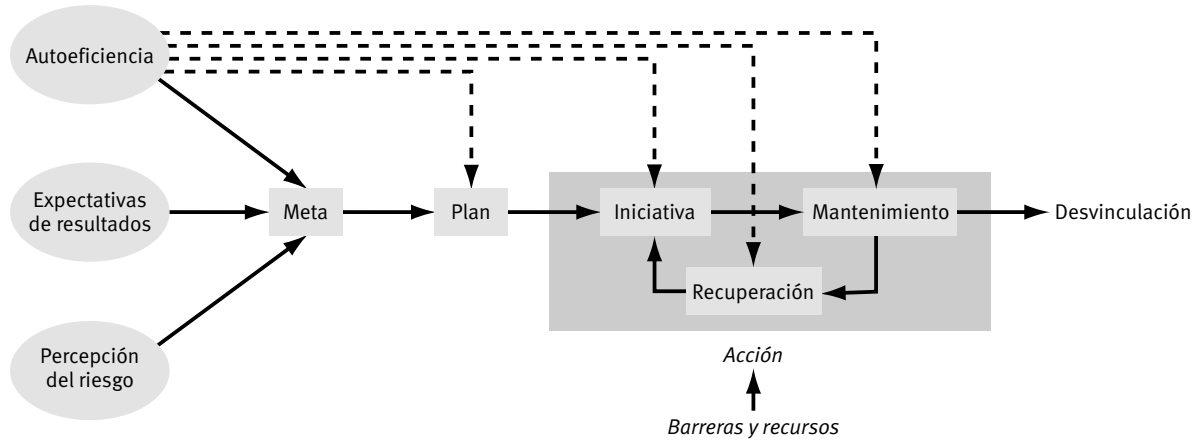 Autoeficiencia
Expectativas
de resultados
Meta
Plan
Iniciativa
Mantenimiento
Desvinculación
Recuperación
Percepción
del riesgo
Acción
Barreras y recursos